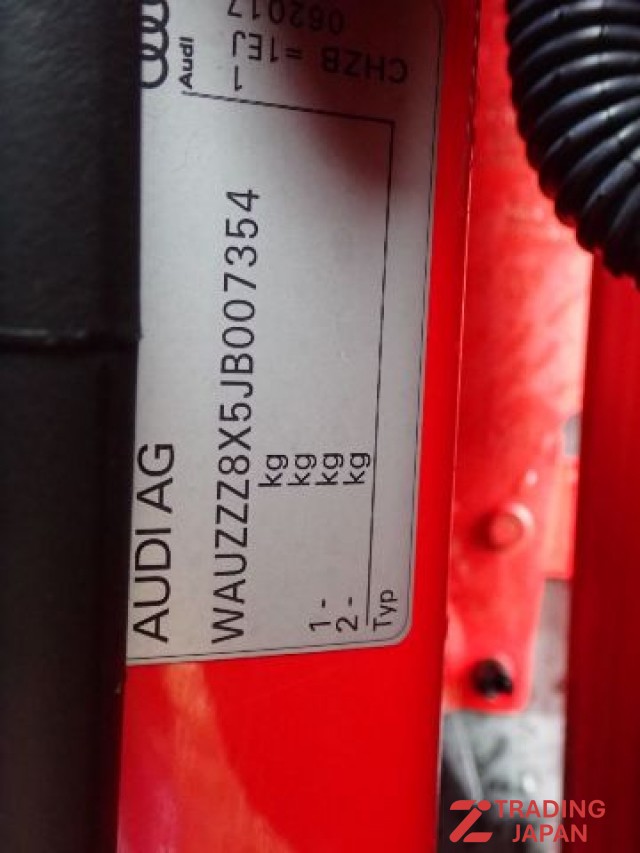 AUDI AG
WAUZZZ8X5JB007354
kg
kg
1 - kg
2 - kg
Typ
Audi
CHZB =1EJ
062017
TRADING
JAPAN